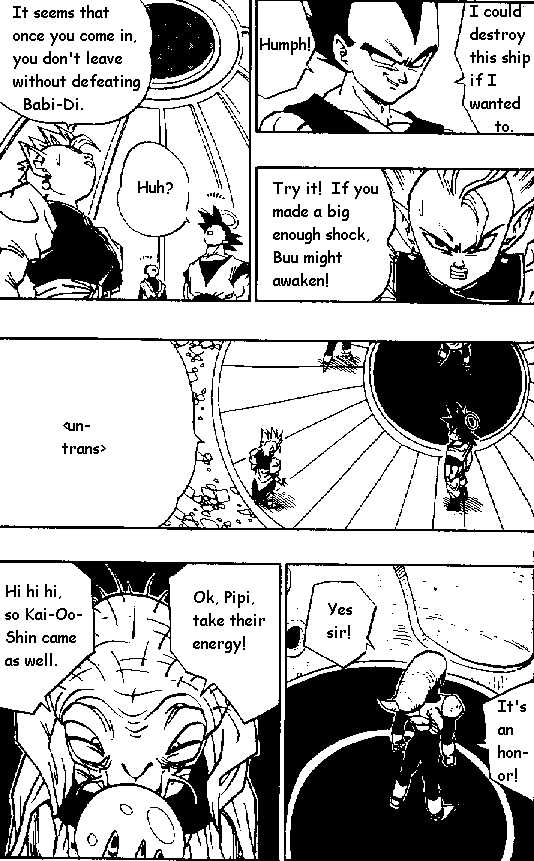 I could
destroy
this ship
if I
wanted
to.
Humph!
It seems that
once you come in,
you don't leave
without defeating
Babi-Di.
Huh?
Try it! If you
made a big
enough shock,
Buu might
awaken!
<un-
trans>
Hi hi hi,
so Kai-Oo-
Shin came
as well.
Ok, Pipi,
take their
energy!
Yes
sir!
It's
an
hon-
or!